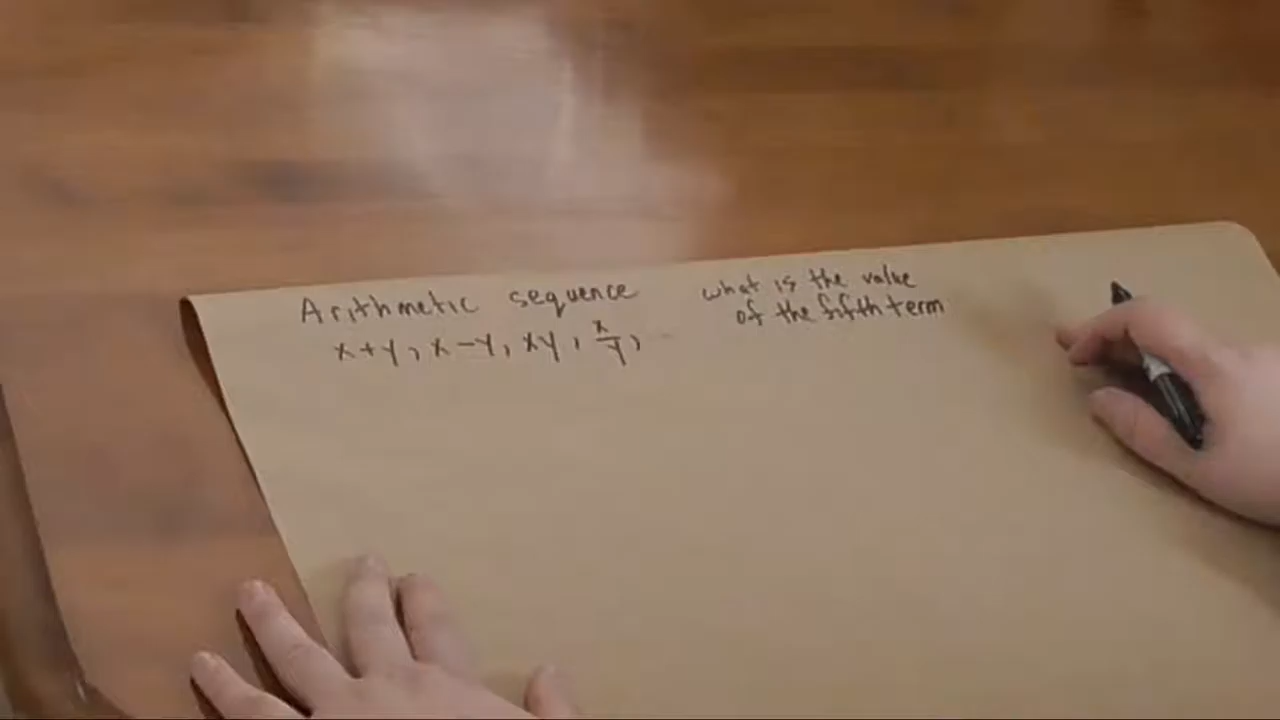 Arithmetic sequence
x+y, x-y, xy, x/y,
what is the value
of the fifth term